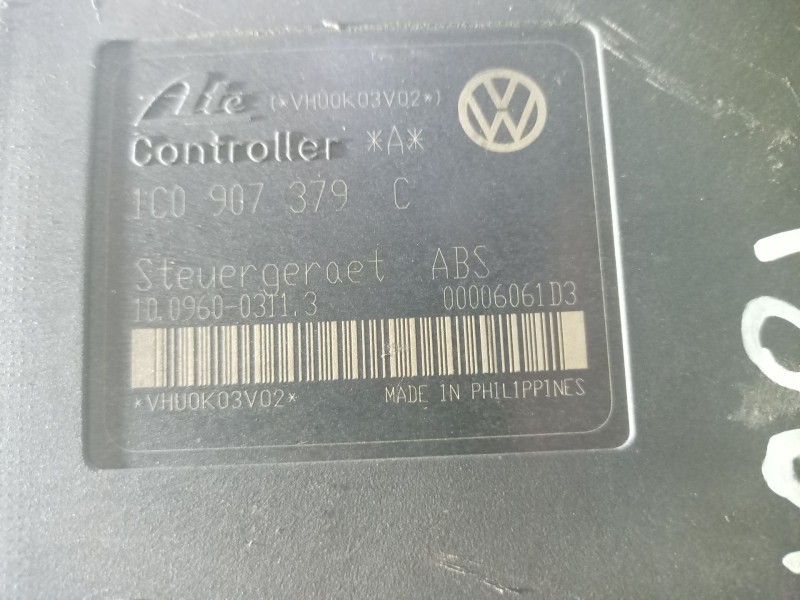 Ate (*VHU0K03V02*)
Controller *A*
1C0 907 379 C
Steuergeraet ABS
10.0960-0311.3 00006061D3
*VHU0K03V02* MADE IN PHILIPPINES